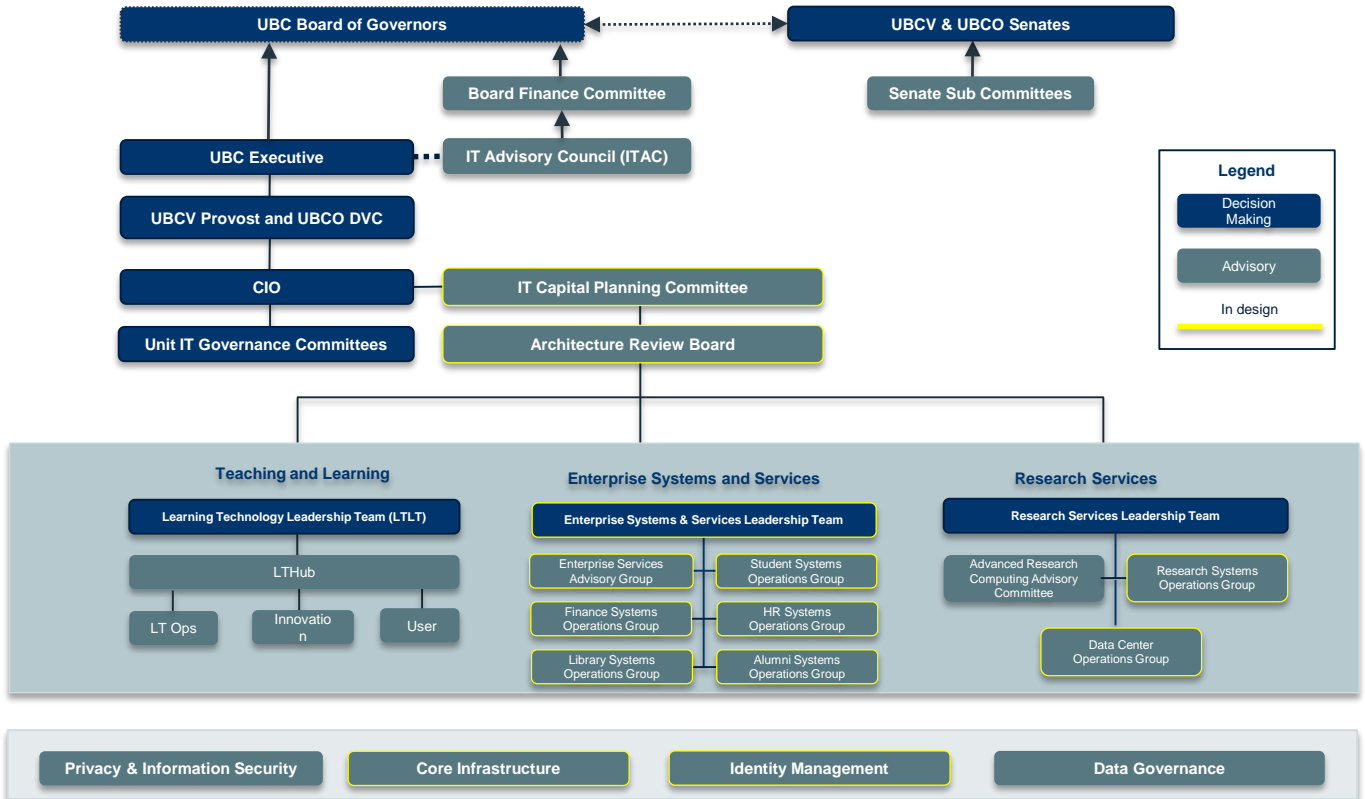 UBC Board of Governors
UBCV & UBCO Senates
Board Finance Committee
Senate Sub Committees
UBC Executive
IT Advisory Council (ITAC)
UBCV Provost and UBCO DVC
CIO
IT Capital Planning Committee
Unit IT Governance Committees
Architecture Review Board
Legend
Decision
Making
Advisory
In design
Teaching and Learning
Learning Technology Leadership Team (LTLT)
LTHub
LT Ops
Innovatio
n
User
Enterprise Systems and Services
Enterprise Systems & Services Leadership Team
Enterprise Services
Advisory Group
Student Systems
Operations Group
Finance Systems
Operations Group
HR Systems
Operations Group
Library Systems
Operations Group
Alumni Systems
Operations Group
Research Services
Research Services Leadership Team
Advanced Research
Computing Advisory
Committee
Research Systems
Operations Group
Data Center
Operations Group
Privacy & Information Security
Core Infrastructure
Identity Management
Data Governance